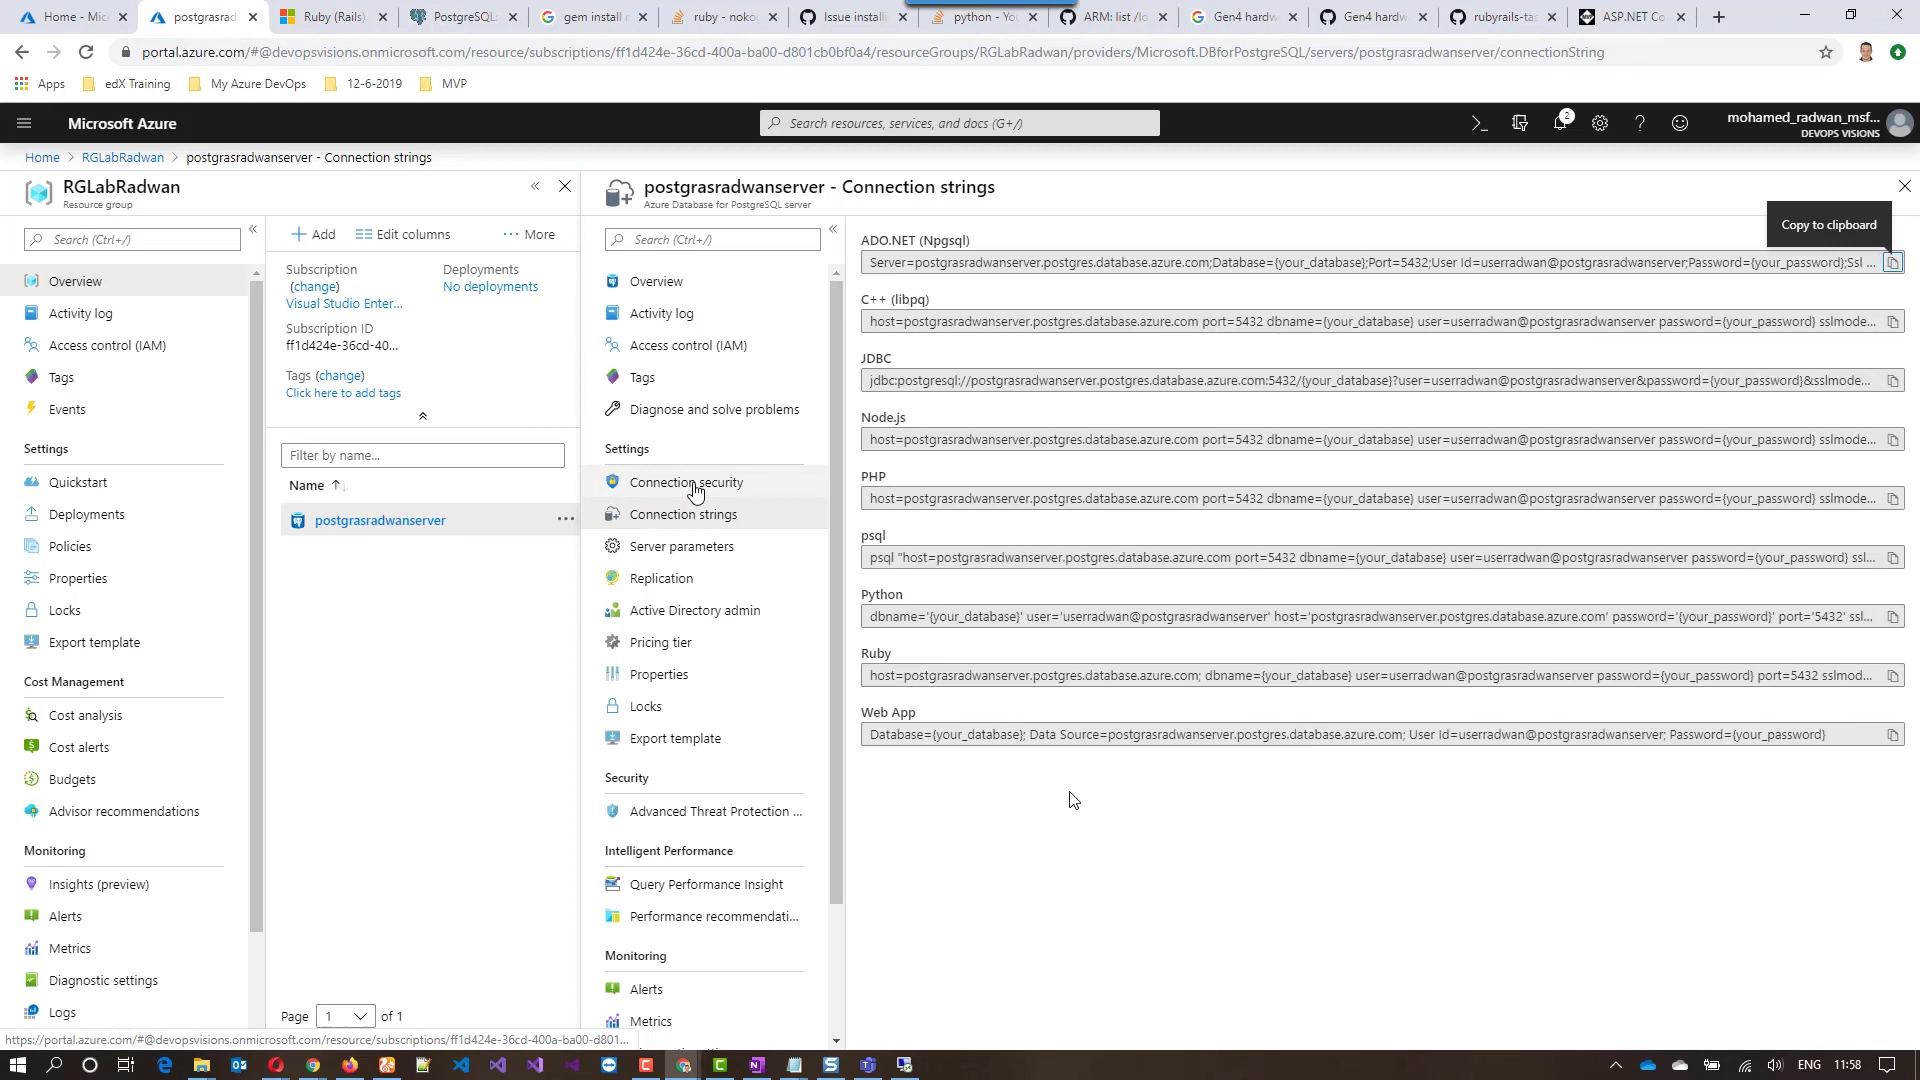 Home - Mic
postgrasrad
Ruby (Rails)
PostgreSQL:
gem install n
ruby - noko
Issue installi
python - Yo
ARM: list /lo
Gen4 hardw
Gen4 hardw
rubyrails-ta
ASP.NET Co
portal.azure.com/#@devopsvisions.onmicrosoft.com/resource/subscriptions/ff1d424e-36cd-400a-ba00-d801cb0bf0a4/resourceGroups/RGLabRadwan/providers/Microsoft.DBforPostgreSQL/servers/postgrasradwanserver/connectionString
Apps
edX Training
My Azure DevOps
12-6-2019
MVP
Microsoft Azure
Search resources, services, and docs (G+/)
2
mohamed_radwan_msf...
DEVOPS VISIONS
Home > RGLabRadwan > postgrasradwanserver - Connection strings
RGLabRadwan
Resource group
Search (Ctrl+/)
Overview
Activity log
Access control (IAM)
Tags
Events
Settings
Quickstart
Deployments
Policies
Properties
Locks
Export template
Cost Management
Cost analysis
Cost alerts
Budgets
Advisor recommendations
Monitoring
Insights (preview)
Alerts
Metrics
Diagnostic settings
Logs
Add
Edit columns
··· More
Subscription
(change)
Visual Studio Enter...
Deployments
No deployments
Subscription ID
ff1d424e-36cd-40...
Tags (change)
Click here to add tags
Filter by name...
Name
postgrasradwanserver
Page 1 of 1
postgrasradwanserver - Connection strings
Azure Database for PostgreSQL server
Search (Ctrl+/)
Overview
Activity log
Access control (IAM)
Tags
Diagnose and solve problems
Settings
Connection security
Connection strings
Server parameters
Replication
Active Directory admin
Pricing tier
Properties
Locks
Export template
Security
Advanced Threat Protection ...
Intelligent Performance
Query Performance Insight
Performance recommendati...
Monitoring
Alerts
Metrics
Copy to clipboard
ADO.NET (Npgsql)
Server=postgrasradwanserver.postgres.database.azure.com;Database={your_database};Port=5432;User Id=userradwan@postgrasradwanserver;Password={your_password};Ssl ...
C++ (libpq)
host=postgrasradwanserver.postgres.database.azure.com port=5432 dbname={your_database} user=userradwan@postgrasradwanserver password={your_password} sslmode...
JDBC
jdbc:postgresql://postgrasradwanserver.postgres.database.azure.com:5432/{your_database}?user=userradwan@postgrasradwanserver&password={your_password}&sslmode...
Node.js
host=postgrasradwanserver.postgres.database.azure.com port=5432 dbname={your_database} user=userradwan@postgrasradwanserver password={your_password} sslmode...
PHP
host=postgrasradwanserver.postgres.database.azure.com port=5432 dbname={your_database} user=userradwan@postgrasradwanserver password={your_password} sslmode...
psql
psql "host=postgrasradwanserver.postgres.database.azure.com port=5432 dbname={your_database} user=userradwan@postgrasradwanserver password={your_password} ssl...
Python
dbname='{your_database}' user='userradwan@postgrasradwanserver' host='postgrasradwanserver.postgres.database.azure.com' password='{your_password}' port='5432' ssl...
Ruby
host=postgrasradwanserver.postgres.database.azure.com; dbname={your_database} user=userradwan@postgrasradwanserver password={your_password} port=5432 sslmod...
Web App
Database={your_database}; Data Source=postgrasradwanserver.postgres.database.azure.com; User Id=userradwan@postgrasradwanserver; Password={your_password}
https://portal.azure.com/#@devopsvisions.onmicrosoft.com/resource/subscriptions/ff1d424e-36cd-400a-ba00-d801...
ENG
11:58